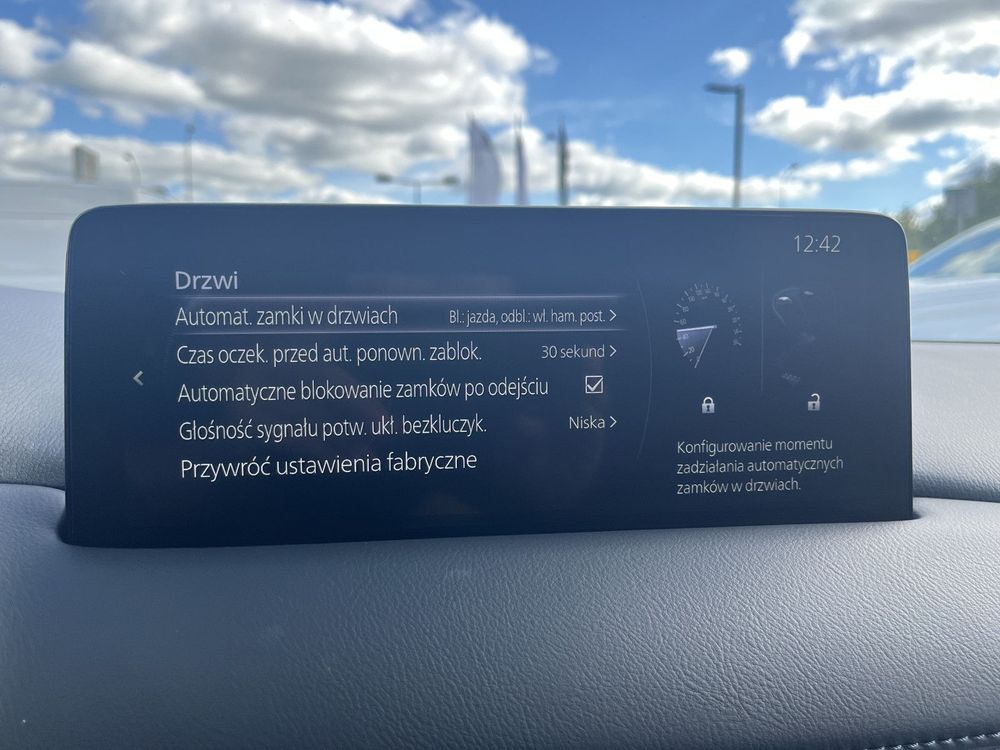 12:42
Drzwi
Automat. zamki w drzwiach Bl.: jazda, odbl.: wł. ham. post. >
Czas oczek. przed aut. ponown. zablok. 30 sekund >
Automatyczne blokowanie zamków po odejściu
Głośność sygnału potw. ukł. bezkluczyk. Niska >
Przywróć ustawienia fabryczne
Konfigurowanie momentu
zadziałania automatycznych
zamków w drzwiach.